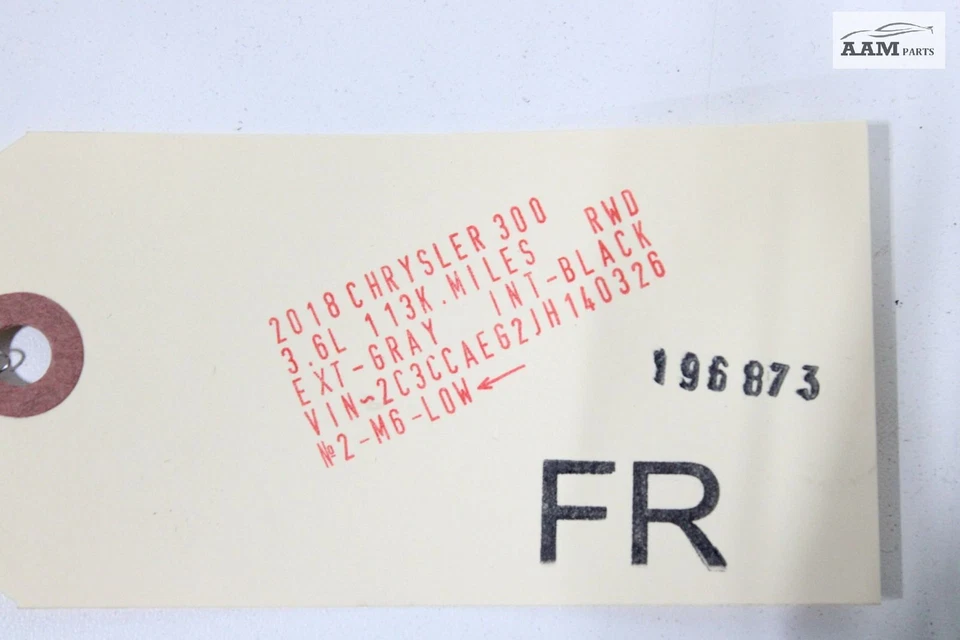 AAM PARTS
2018 CHRYSLER 300
3.6L 113K.MILES RWD
EXT-GRAY INT-BLACK
VIN~2C3CCAEG2JH140326
№2-M6-LOW←
196873
FR